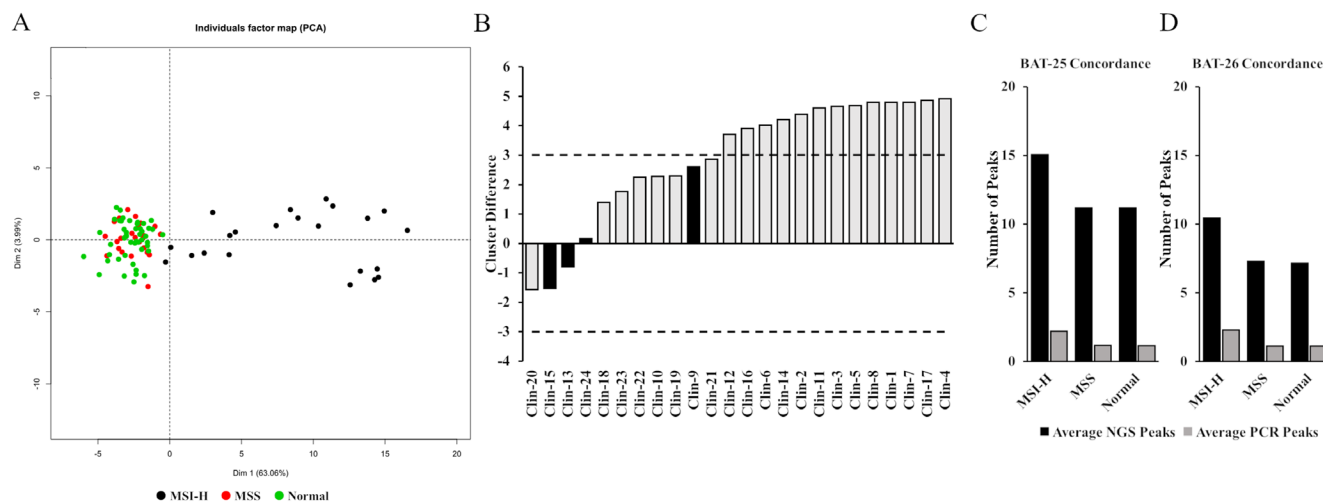 A
Individuals factor map (PCA)
Dim 2 (3.99%)
10
5
0
-5
-10
-5
0
5
10
15
20
Dim 1 (63.06%)
MSI-H
MSS
Normal
B
Cluster Difference
6
5
4
3
2
1
0
-1
-2
-3
-4
Clin-20
Clin-15
Clin-13
Clin-24
Clin-18
Clin-23
Clin-22
Clin-10
Clin-19
Clin-9
Clin-21
Clin-12
Clin-16
Clin-6
Clin-14
Clin-2
Clin-11
Clin-3
Clin-5
Clin-8
Clin-1
Clin-7
Clin-17
Clin-4
C
BAT-25 Concordance
Number of Peaks
20
15
10
5
0
MSI-H
MSS
Normal
D
BAT-26 Concordance
Number of Peaks
20
15
10
5
0
MSI-H
MSS
Normal
Average NGS Peaks
Average PCR Peaks